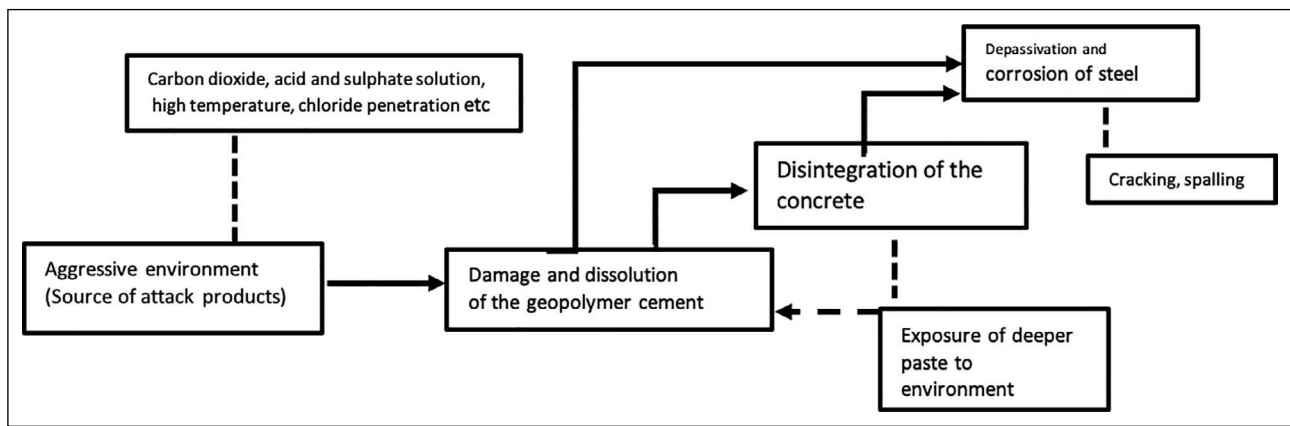 Carbon dioxide, acid and sulphate solution,
high temperature, chloride penetration etc
Depassivation and
corrosion of steel
Disintegration of the
concrete
Cracking, spalling
Aggressive environment
(Source of attack products)
Damage and dissolution
of the geopolymer cement
Exposure of deeper
paste to
environment